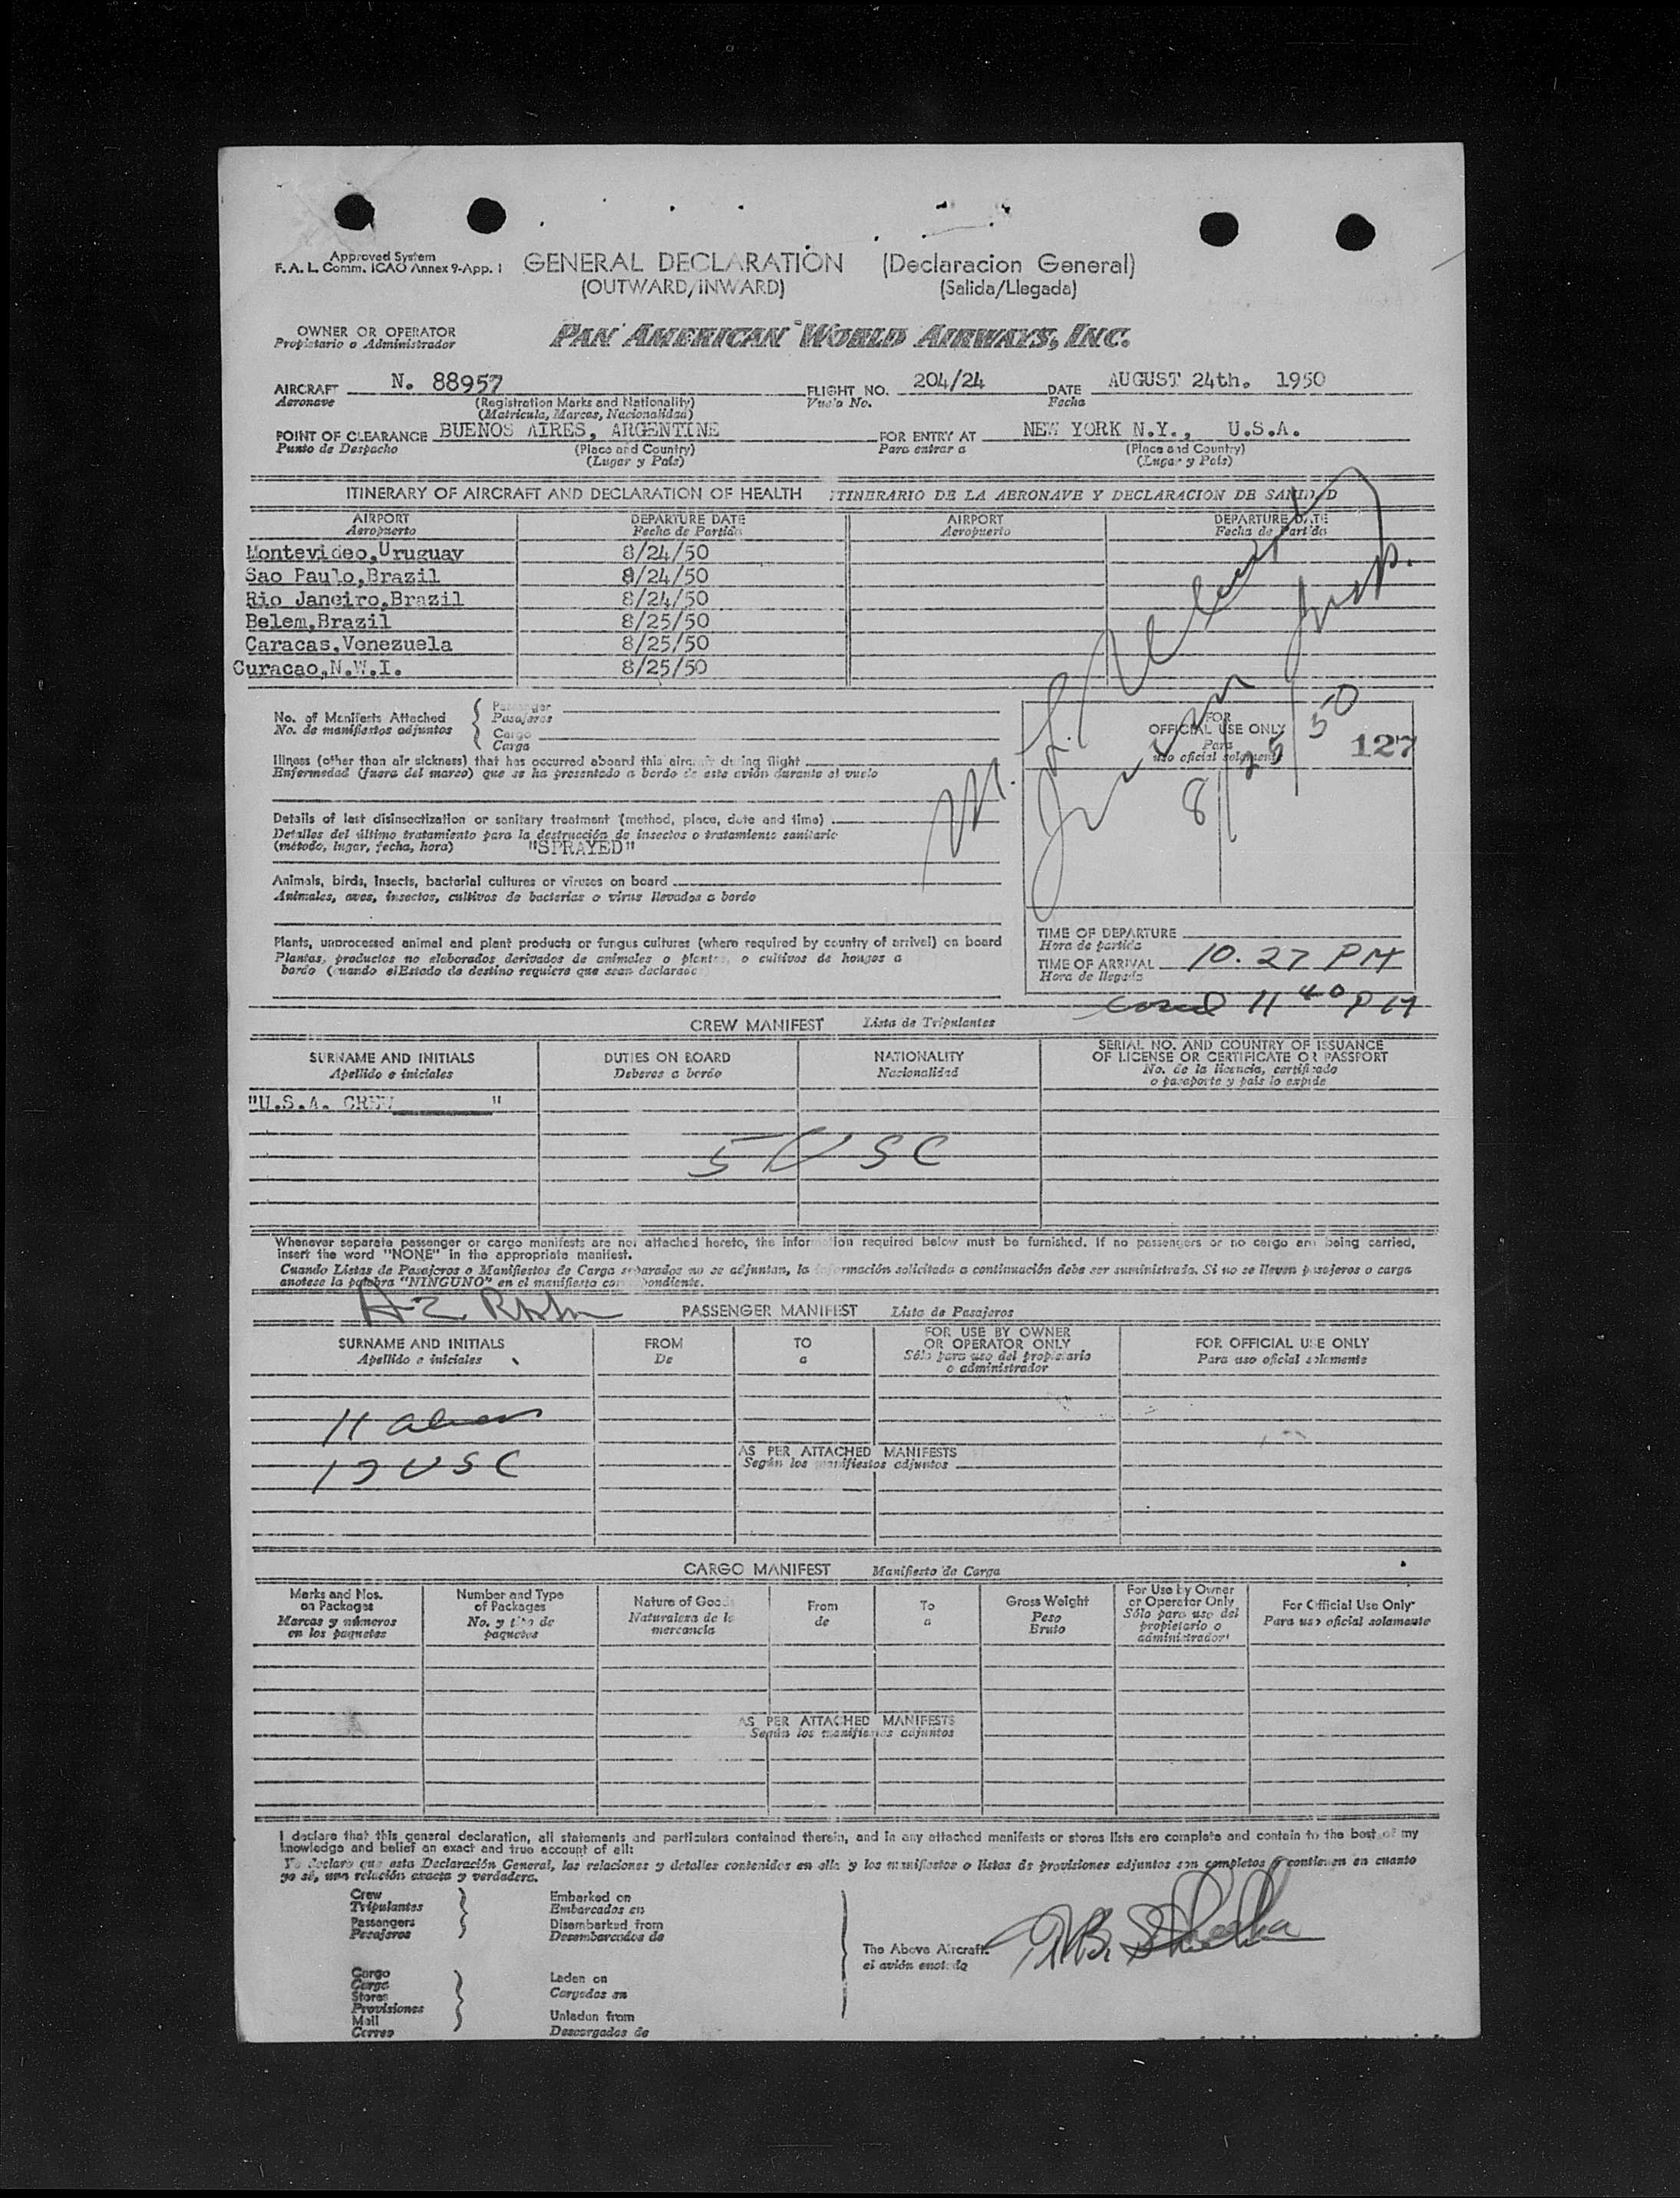 Approved System
F. A. L. Comm. ICAO Annex 9-App. 1
GENERAL DECLARATION (Declaracion General)
(OUTWARD/INWARD) (Salida/Llegada)
OWNER OR OPERATOR
Propietario o Administrador
PAN AMERICAN WORLD AIRWAYS, INC.
AIRCRAFT N. 88957 FLIGHT NO. 204/24 DATE AUGUST 24th. 1950
Aeronave (Registration Marks and Nationality) Vuelo No. Fecha
(Matricula, Marcas, Nacionalidad)
POINT OF CLEARANCE BUENOS AIRES, ARGENTINE FOR ENTRY AT NEW YORK N.Y., U.S.A.
Punto de Despacho (Place and Country) Para entrar a (Place and Country)
(Lugar y País) (Lugar y País)
ITINERARY OF AIRCRAFT AND DECLARATION OF HEALTH ITINERARIO DE LA AERONAVE Y DECLARACION DE SANIDAD
AIRPORT DEPARTURE DATE AIRPORT DEPARTURE DATE
Aeropuerto Fecha de Partida Aeropuerto Fecha de Partida
Montevideo,Uruguay 8/24/50
Sao Paulo,Brazil 8/24/50
Rio Janeiro,Brazil 8/24/50
Belem,Brazil 8/25/50
Caracas,Venezuela 8/25/50
Curacao,N.W.I. 8/25/50
No. of Manifests Attached
No. de manifiestos adjuntos
Passenger
Pasajeros
Cargo
Carga
Illness (other than air sickness) that has occurred aboard this aircraft during flight
Enfermedad (fuera del mareo) que se ha presentado a bordo de este avión durante el vuelo
Details of last disinsectization or sanitary treatment (method, place, date and time)
Detalles del último tratamiento para la destrucción de insectos o tratamiento sanitario
(método, lugar, fecha, hora) "SPRAYED"
Animals, birds, insects, bacterial cultures or viruses on board
Animales, aves, insectos, cultivos de bacterias o virus llevados a bordo
Plants, unprocessed animal and plant products or fungus cultures (where required by country of arrival) on board
Plantas, productos no elaborados derivados de animales o plantas, o cultivos de hongos a
bordo (cuando el Estado de destino requiera que sean declarados
FOR
OFFICIAL USE ONLY
Para
uso oficial solamente
127
8/25/50
TIME OF DEPARTURE
Hora de partida
TIME OF ARRIVAL 10.27 PM
Hora de llegada
11 40 PM
CREW MANIFEST Lista de Tripulantes
SURNAME AND INITIALS DUTIES ON BOARD NATIONALITY SERIAL NO. AND COUNTRY OF ISSUANCE
OF LICENSE OR CERTIFICATE OR PASSPORT
Apellido e iniciales Deberes a bordo Nacionalidad No. de la licencia, certificado
o pasaporte y país lo expide
"U.S.A. CREW "
5 USC
Whenever separate passenger or cargo manifests are not attached hereto, the information required below must be furnished. If no passengers or no cargo are being carried,
insert the word "NONE" in the appropriate manifest.
Cuando Listas de Pasajeros o Manifiestos de Carga separados no se adjuntan, la información solicitada a continuación debe ser suministrada. Si no se lleven pasajeros o carga
anotese la palabra "NINGUNO" en el manifiesto correspondiente.
PASSENGER MANIFEST Lista de Pasajeros
SURNAME AND INITIALS FROM TO FOR USE BY OWNER
OR OPERATOR ONLY FOR OFFICIAL USE ONLY
Apellido e iniciales De a Sólo para uso del propietario
o administrador Para uso oficial solamente
11 aliens
AS PER ATTACHED MANIFESTS
Según los manifiestos adjuntos
USC
CARGO MANIFEST Manifiesto de Carga
Marks and Nos.
on Packages
Marcas y números
en los paquetes
Number and Type
of Packages
No. y tipo de
paquetes
Nature of Goods
Naturaleza de la
mercancia
From
de
To
a
Gross Weight
Peso
Bruto
For Use by Owner
or Operator Only
Sólo para uso del
propietario o
administrador
For Official Use Only
Para uso oficial solamente
AS PER ATTACHED MANIFESTS
Según los manifiestos adjuntos
I declare that this general declaration, all statements and particulars contained therein, and in any attached manifests or stores lists are complete and contain to the best of my
knowledge and belief an exact and true account of all:
Yo declaro que esta Declaración General, las relaciones y detalles contenidos en ella y los manifiestos o listas de provisiones adjuntos son completos y contienen en cuanto
yo sé, una relación exacta y verdadera.
Crew
Tripulantes
Passengers
Pasajeros
Embarked on
Embarcados en
Disembarked from
Desembarcados de
Cargo
Carga
Stores
Provisiones
Mail
Correo
Laden on
Cargados en
Unladen from
Descargados de
The Above Aircraft
el avión anotado